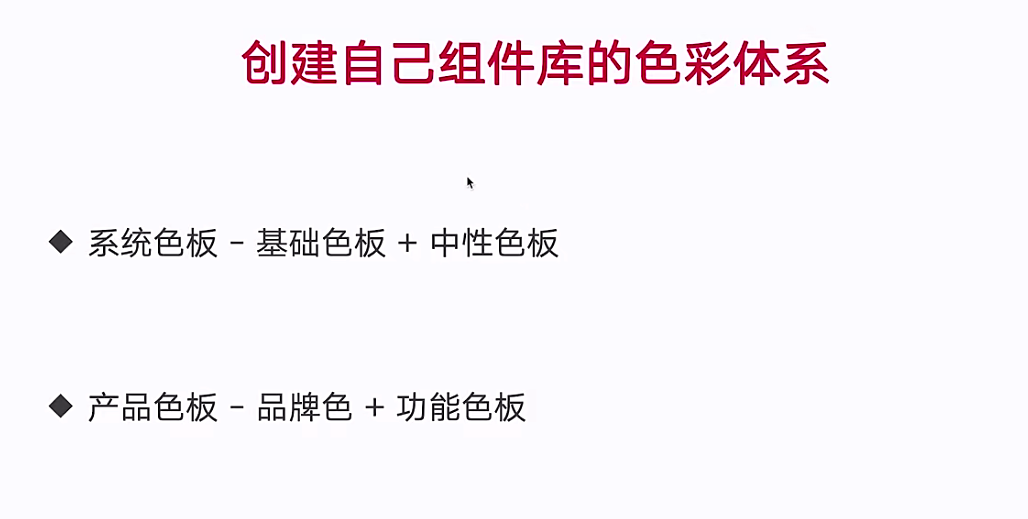 创建自己组件库的色彩体系
◆ 系统色板 – 基础色板 + 中性色板
◆ 产品色板 – 品牌色 + 功能色板